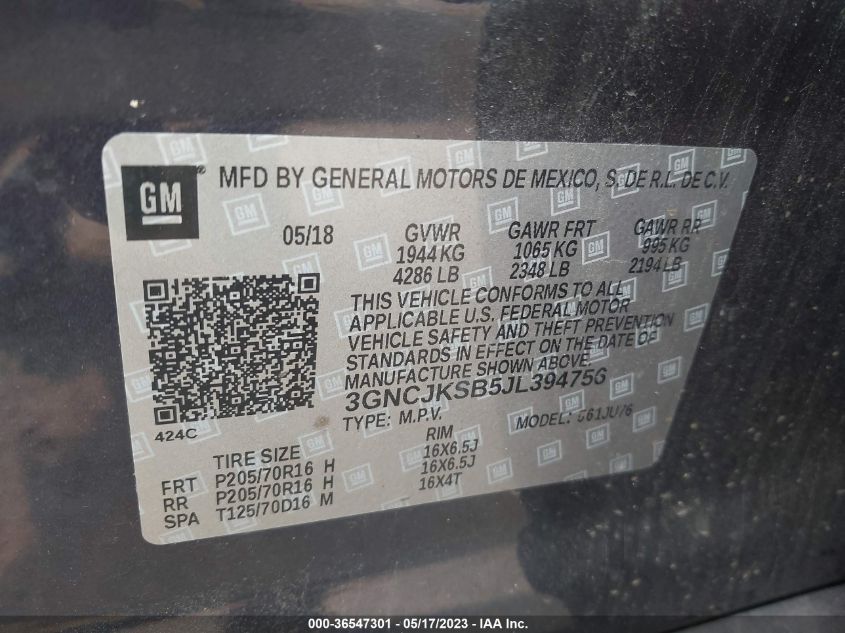 GM ® MFD BY GENERAL MOTORS DE MEXICO, S. DE R.L. DE C.V.
05/18 GVWR GAWR FRT GAWR RR
1944 KG 1065 KG 995 KG
4286 LB 2348 LB 2194 LB
THIS VEHICLE CONFORMS TO ALL
APPLICABLE U.S. FEDERAL MOTOR
VEHICLE SAFETY AND THEFT PREVENTION
STANDARDS IN EFFECT ON THE DATE OF
MANUFACTURE SHOWN ABOVE.
3GNCJKSB5JL394756
424C TYPE: M.P.V. MODEL:
TIRE SIZE RIM
FRT P205/70R16 H 16X6.5J
RR P205/70R16 H 16X6.5J
SPA T125/70D16 M 16X4T
000-36547301 - 05/17/2023 - IAA Inc.